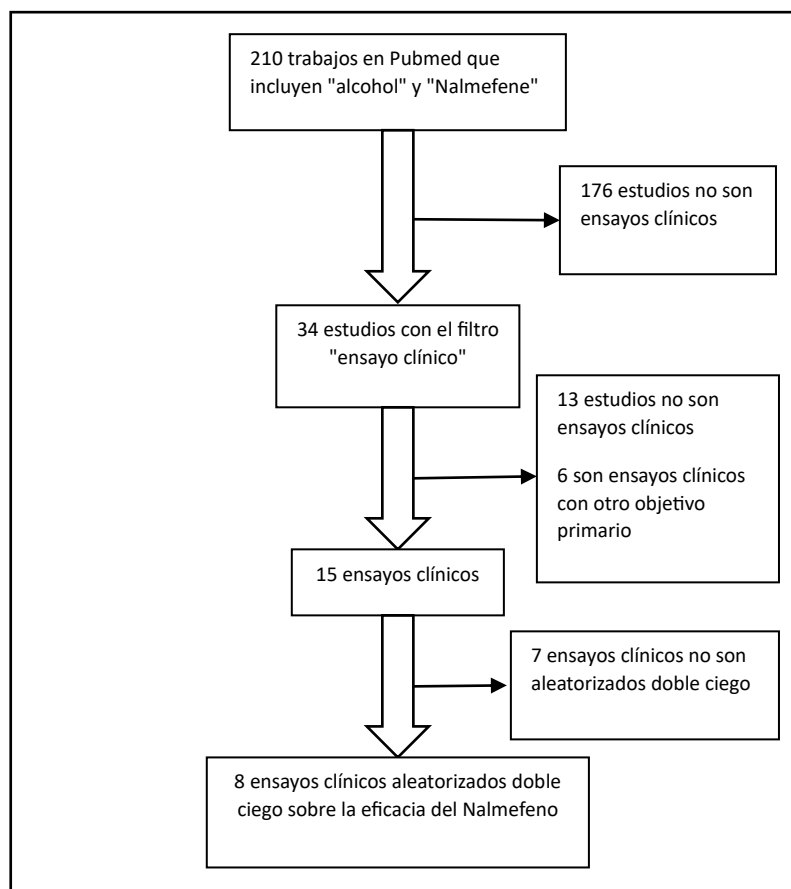 210 trabajos en Pubmed que
incluyen "alcohol" y "Nalmefene"
176 estudios no son
ensayos clínicos
34 estudios con el filtro
"ensayo clínico"
13 estudios no son
ensayos clínicos
6 son ensayos clínicos
con otro objetivo
primario
15 ensayos clínicos
7 ensayos clínicos no son
aleatorizados doble ciego
8 ensayos clínicos aleatorizados doble
ciego sobre la eficacia del Nalmefeno